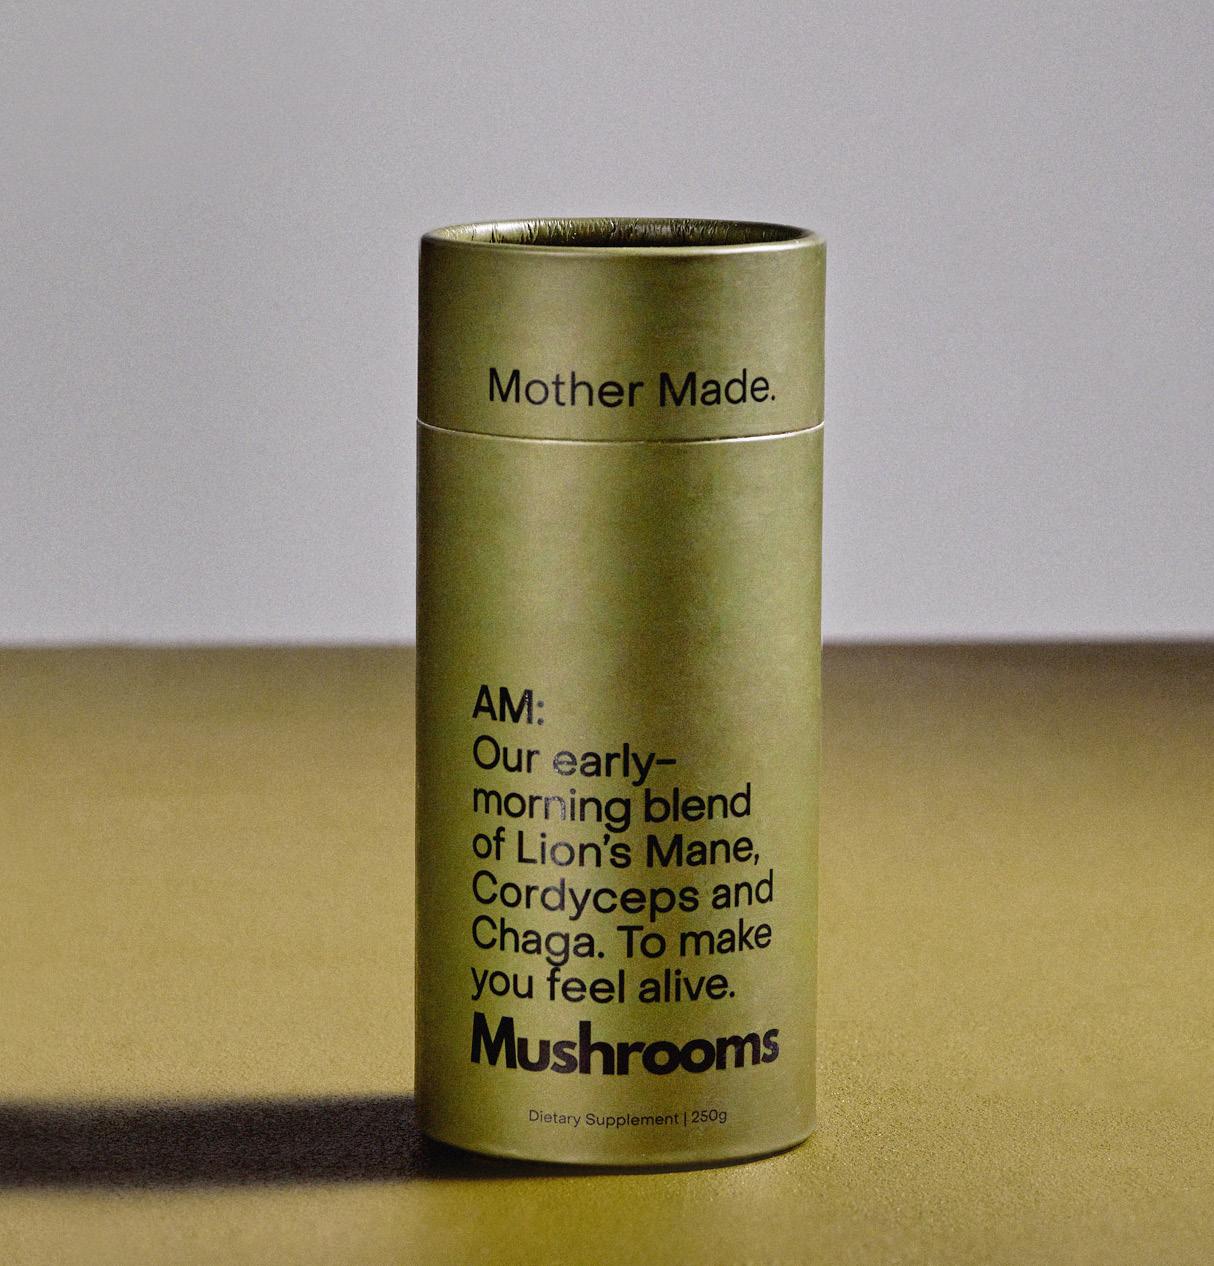 Mother Made.
AM:
Our early–
morning blend
of Lion's Mane,
Cordyceps and
Chaga. To make
you feel alive.
Mushrooms
Dietary Supplement | 250g